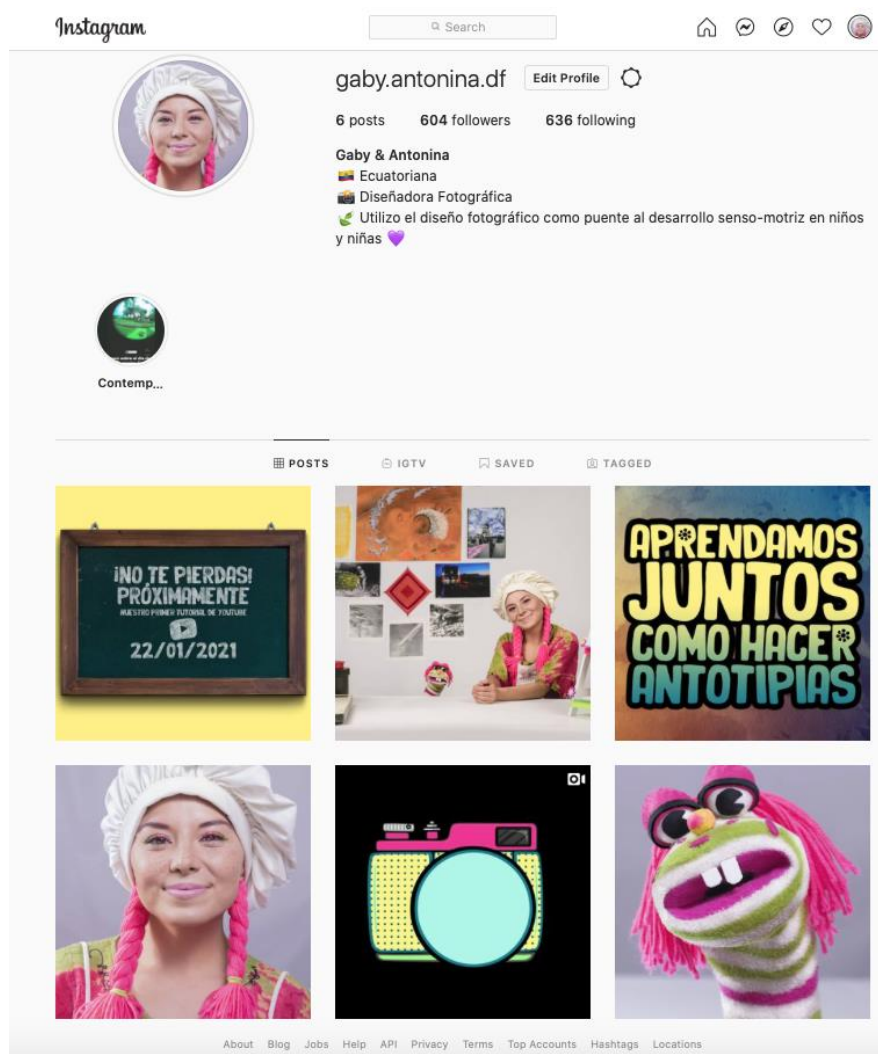 Instagram
Search
gaby.antonina.df Edit Profile
6 posts 604 followers 636 following
Gaby & Antonina
🇪🇨 Ecuatoriana
📸 Diseñadora Fotográfica
🌿 Utilizo el diseño fotográfico como puente al desarrollo senso-motriz en niños
y niñas 💜
Contemp...
POSTS IGTV SAVED TAGGED
¡NO TE PIERDAS!
PRÓXIMAMENTE
NUESTRO PRIMER TUTORIAL DE YOUTUBE
22/01/2021
APRENDAMOS
JUNTOS
COMO HACER
ANTOTIPIAS
About Blog Jobs Help API Privacy Terms Top Accounts Hashtags Locations